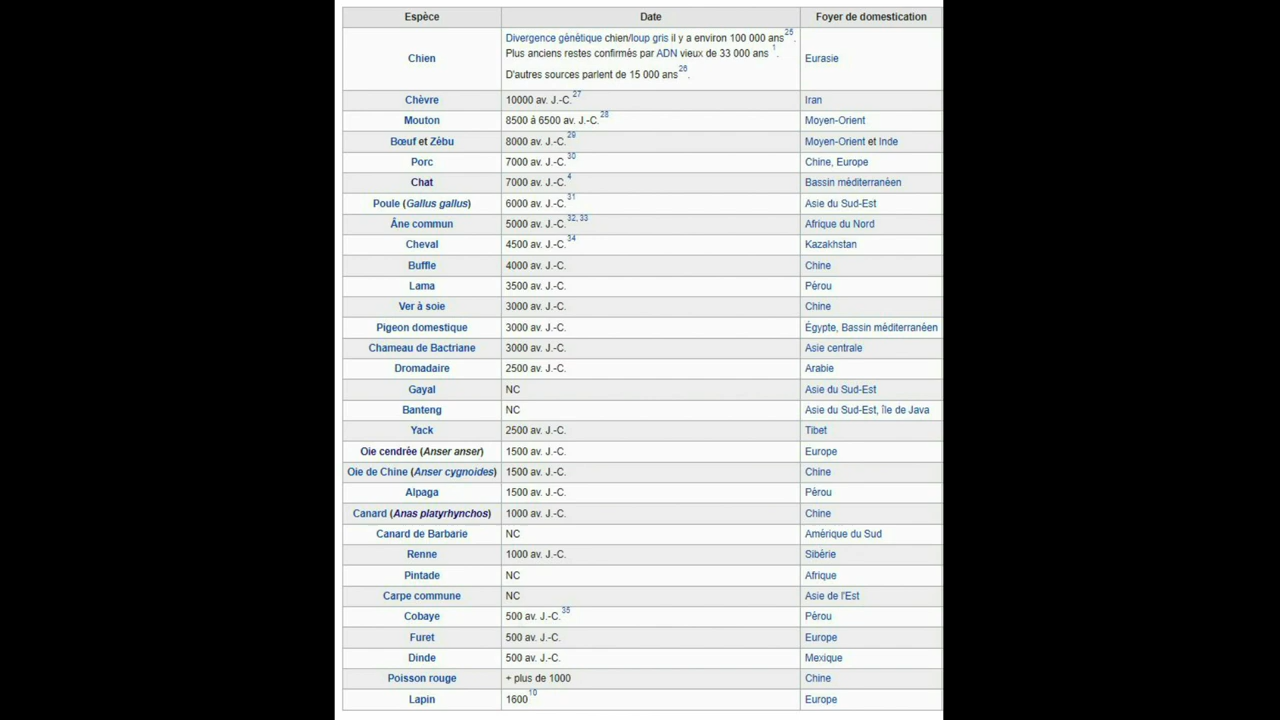 Espèce Date Foyer de domestication
Chien Divergence génétique chien/loup gris il y a environ 100 000 ans25.
Plus anciens restes confirmés par ADN vieux de 33 000 ans 1.
D'autres sources parlent de 15 000 ans26. Eurasie
Chèvre 10000 av. J.-C.27 Iran
Mouton 8500 à 6500 av. J.-C.28 Moyen-Orient
Bœuf et Zébu 8000 av. J.-C.29 Moyen-Orient et Inde
Porc 7000 av. J.-C.30 Chine, Europe
Chat 7000 av. J.-C.4 Bassin méditerranéen
Poule (Gallus gallus) 6000 av. J.-C.31 Asie du Sud-Est
Âne commun 5000 av. J.-C.32, 33 Afrique du Nord
Cheval 4500 av. J.-C.34 Kazakhstan
Buffle 4000 av. J.-C. Chine
Lama 3500 av. J.-C. Pérou
Ver à soie 3000 av. J.-C. Chine
Pigeon domestique 3000 av. J.-C. Égypte, Bassin méditerranéen
Chameau de Bactriane 3000 av. J.-C. Asie centrale
Dromadaire 2500 av. J.-C. Arabie
Gayal NC Asie du Sud-Est
Banteng NC Asie du Sud-Est, île de Java
Yack 2500 av. J.-C. Tibet
Oie cendrée (Anser anser) 1500 av. J.-C. Europe
Oie de Chine (Anser cygnoides) 1500 av. J.-C. Chine
Alpaga 1500 av. J.-C. Pérou
Canard (Anas platyrhynchos) 1000 av. J.-C. Chine
Canard de Barbarie NC Amérique du Sud
Renne 1000 av. J.-C. Sibérie
Pintade NC Afrique
Carpe commune NC Asie de l'Est
Cobaye 500 av. J.-C.35 Pérou
Furet 500 av. J.-C. Europe
Dinde 500 av. J.-C. Mexique
Poisson rouge + plus de 1000 Chine
Lapin 160010 Europe